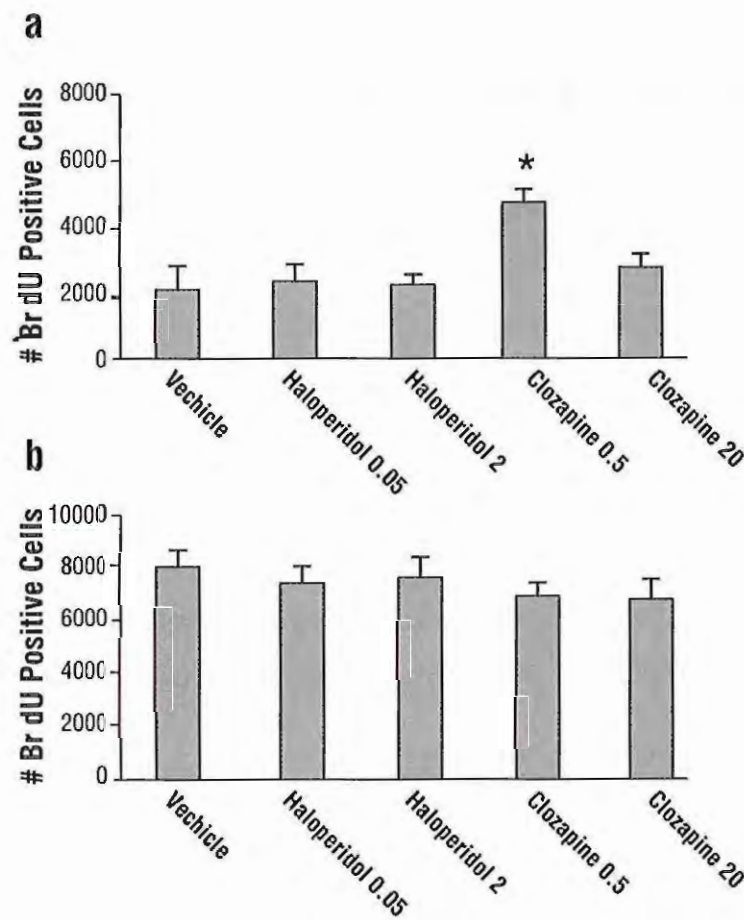 a
# Br dU Positive Cells
8000
6000
4000
2000
0
*
Vechicle
Haloperidol 0.05
Haloperidol 2
Clozapine 0.5
Clozapine 20
b
# Br dU Positive Cells
10000
8000
6000
4000
2000
0
Vechicle
Haloperidol 0.05
Haloperidol 2
Clozapine 0.5
Clozapine 20